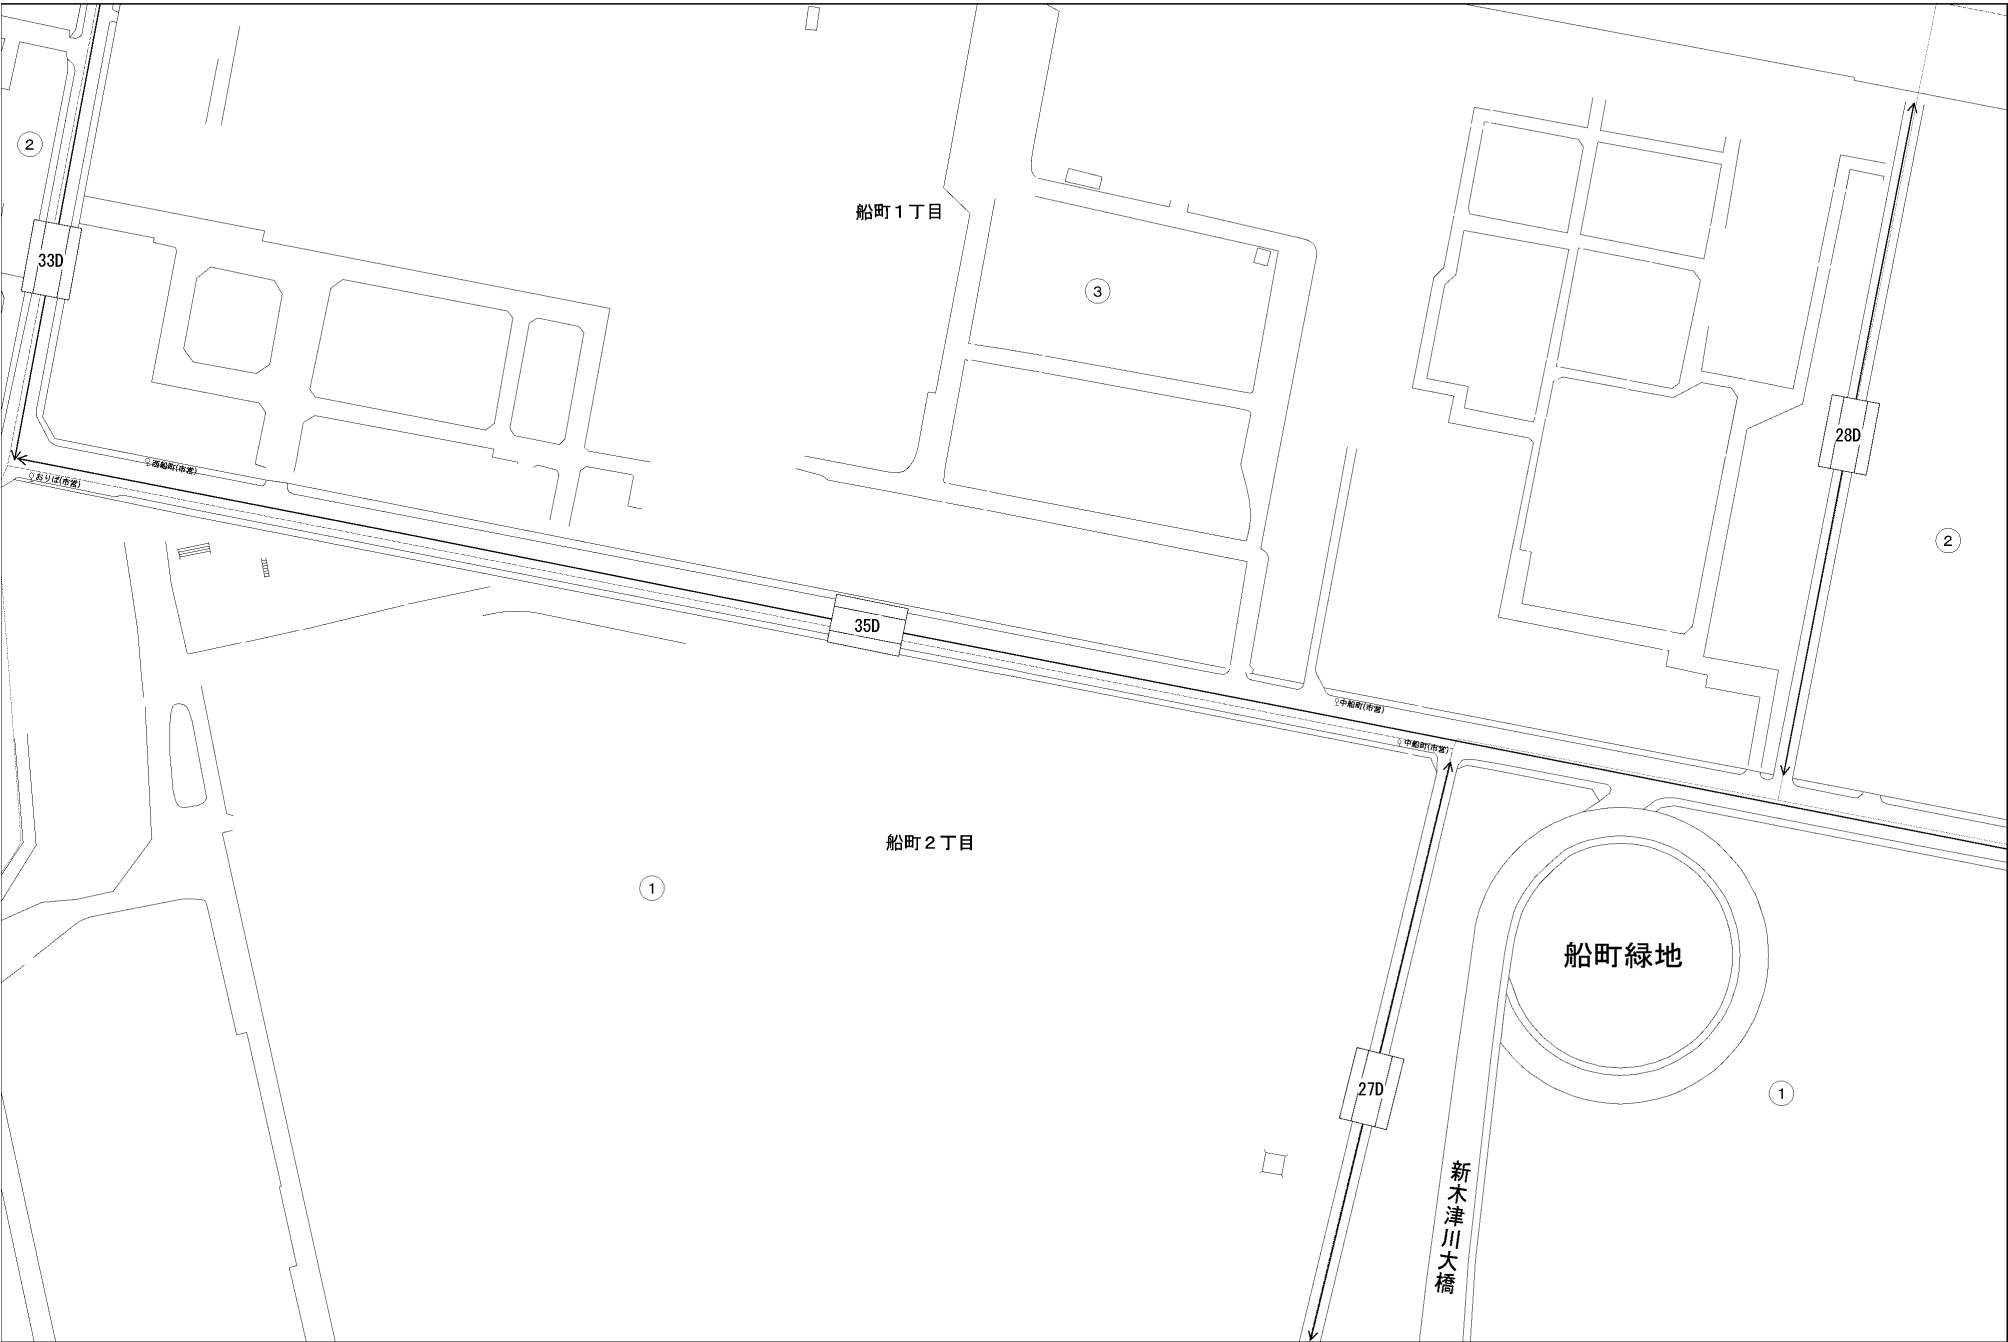 ②
船町1丁目
33D
③
28D
西船町(市営)
おりば(市営)
②
35D
中船町(市営)
中船町(市営)
船町2丁目
①
船町緑地
27D
①
新木津川大橋